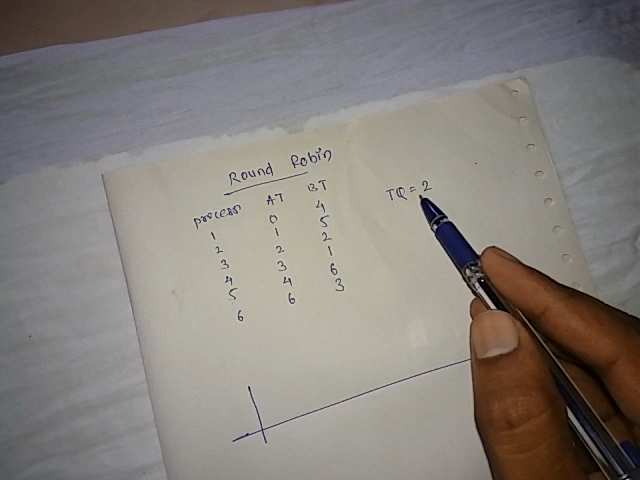 Round Robin
process AT BT
1 0 4
2 1 5
3 2 2
4 3 1
5 4 6
6 6 3
TQ = 2